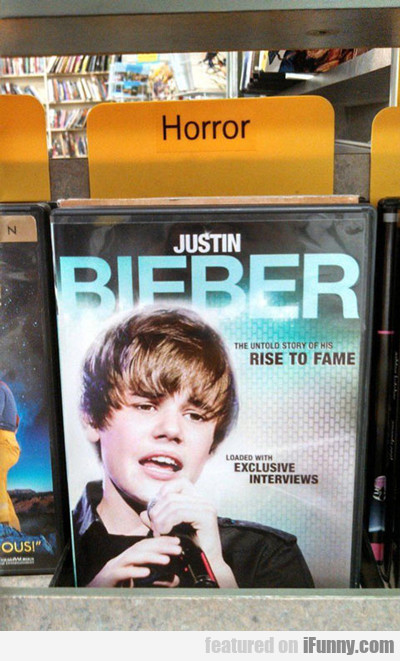 Horror
N
JUSTIN
BIEBER
THE UNTOLD STORY OF HIS
RISE TO FAME
LOADED WITH
EXCLUSIVE
INTERVIEWS
OUS!"
featured on iFunny.com